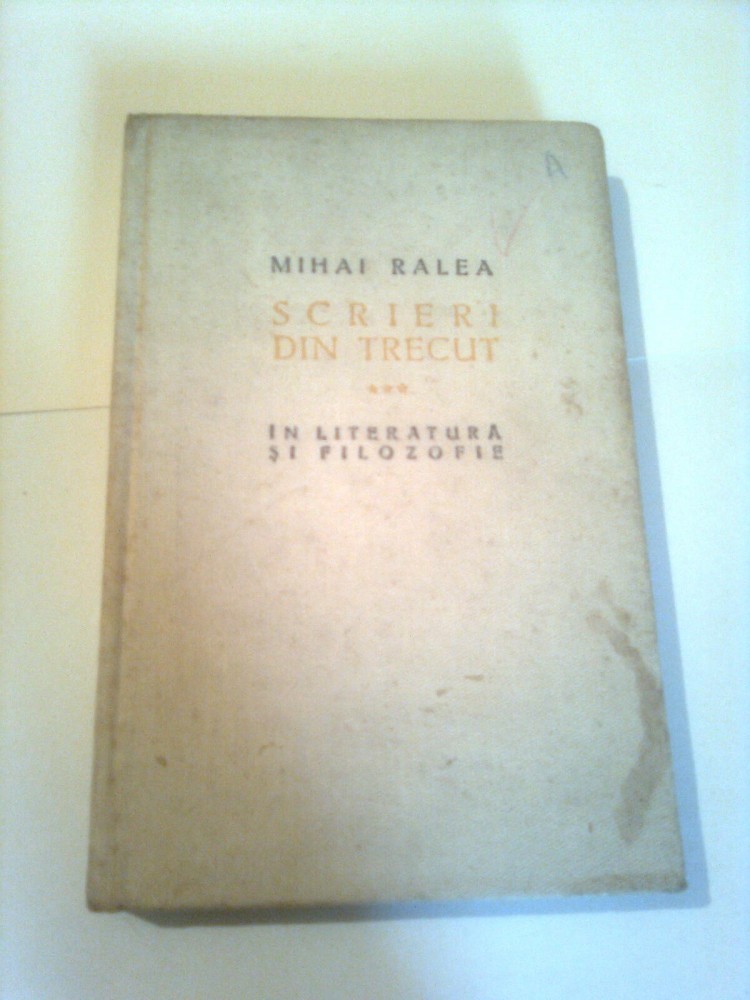 A
MIHAI RALEA
SCRIERI
DIN TRECUT
***
ÎN LITERATURĂ
ȘI FILOZOFIE